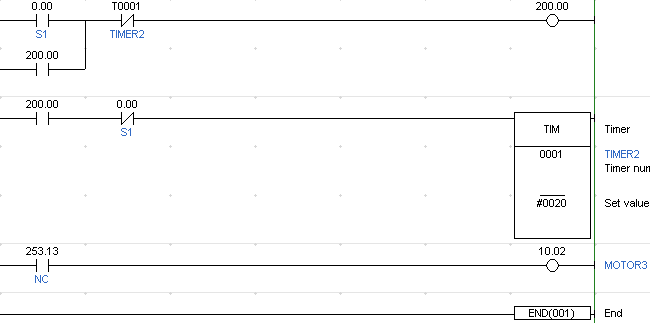 0.00 T0001 200.00
S1 TIMER2
200.00
200.00 0.00
S1
TIM Timer
0001 TIMER2
Timer num
#0020 Set value
253.13 10.02
NC MOTOR3
END(001) End